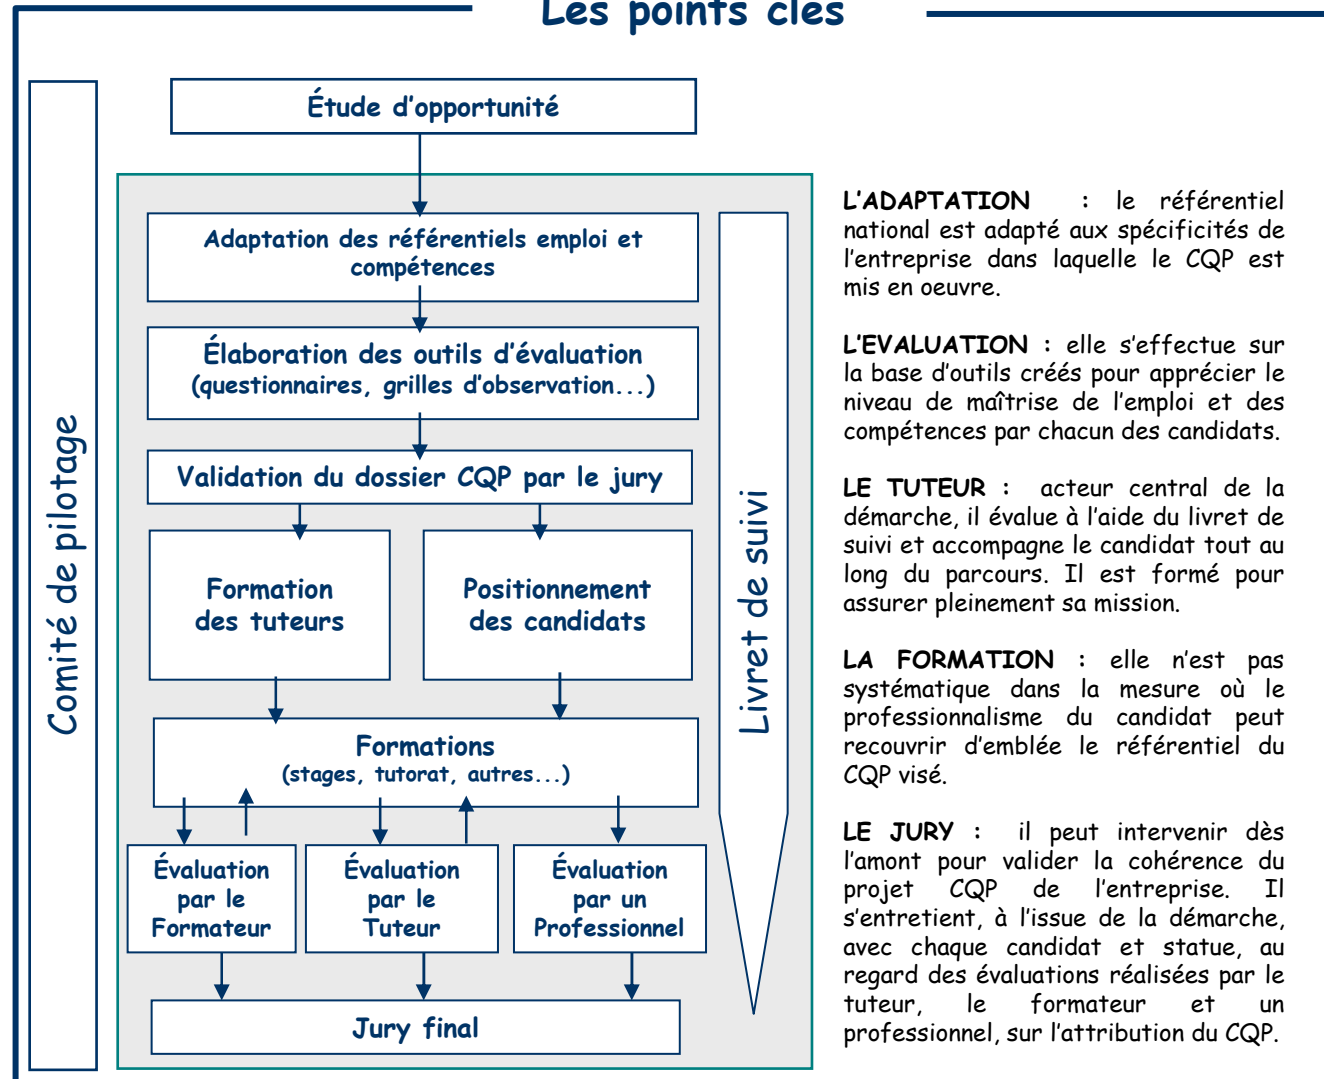 Les points clés
Comité de pilotage
Étude d'opportunité
Adaptation des référentiels emploi et
compétences
Élaboration des outils d'évaluation
(questionnaires, grilles d'observation...)
Validation du dossier CQP par le jury
Formation
des tuteurs
Positionnement
des candidats
Formations
(stages, tutorat, autres...)
Évaluation
par le
Formateur
Évaluation
par le
Tuteur
Évaluation
par un
Professionnel
Jury final
Livret de suivi
L'ADAPTATION : le référentiel
national est adapté aux spécificités de
l'entreprise dans laquelle le CQP est
mis en oeuvre.
L'EVALUATION : elle s'effectue sur
la base d'outils créés pour apprécier le
niveau de maîtrise de l'emploi et des
compétences par chacun des candidats.
LE TUTEUR : acteur central de la
démarche, il évalue à l'aide du livret de
suivi et accompagne le candidat tout au
long du parcours. Il est formé pour
assurer pleinement sa mission.
LA FORMATION : elle n'est pas
systématique dans la mesure où le
professionnalisme du candidat peut
recouvrir d'emblée le référentiel du
CQP visé.
LE JURY : il peut intervenir dès
l'amont pour valider la cohérence du
projet CQP de l'entreprise. Il
s'entretient, à l'issue de la démarche,
avec chaque candidat et statue, au
regard des évaluations réalisées par le
tuteur, le formateur et un
professionnel, sur l'attribution du CQP.